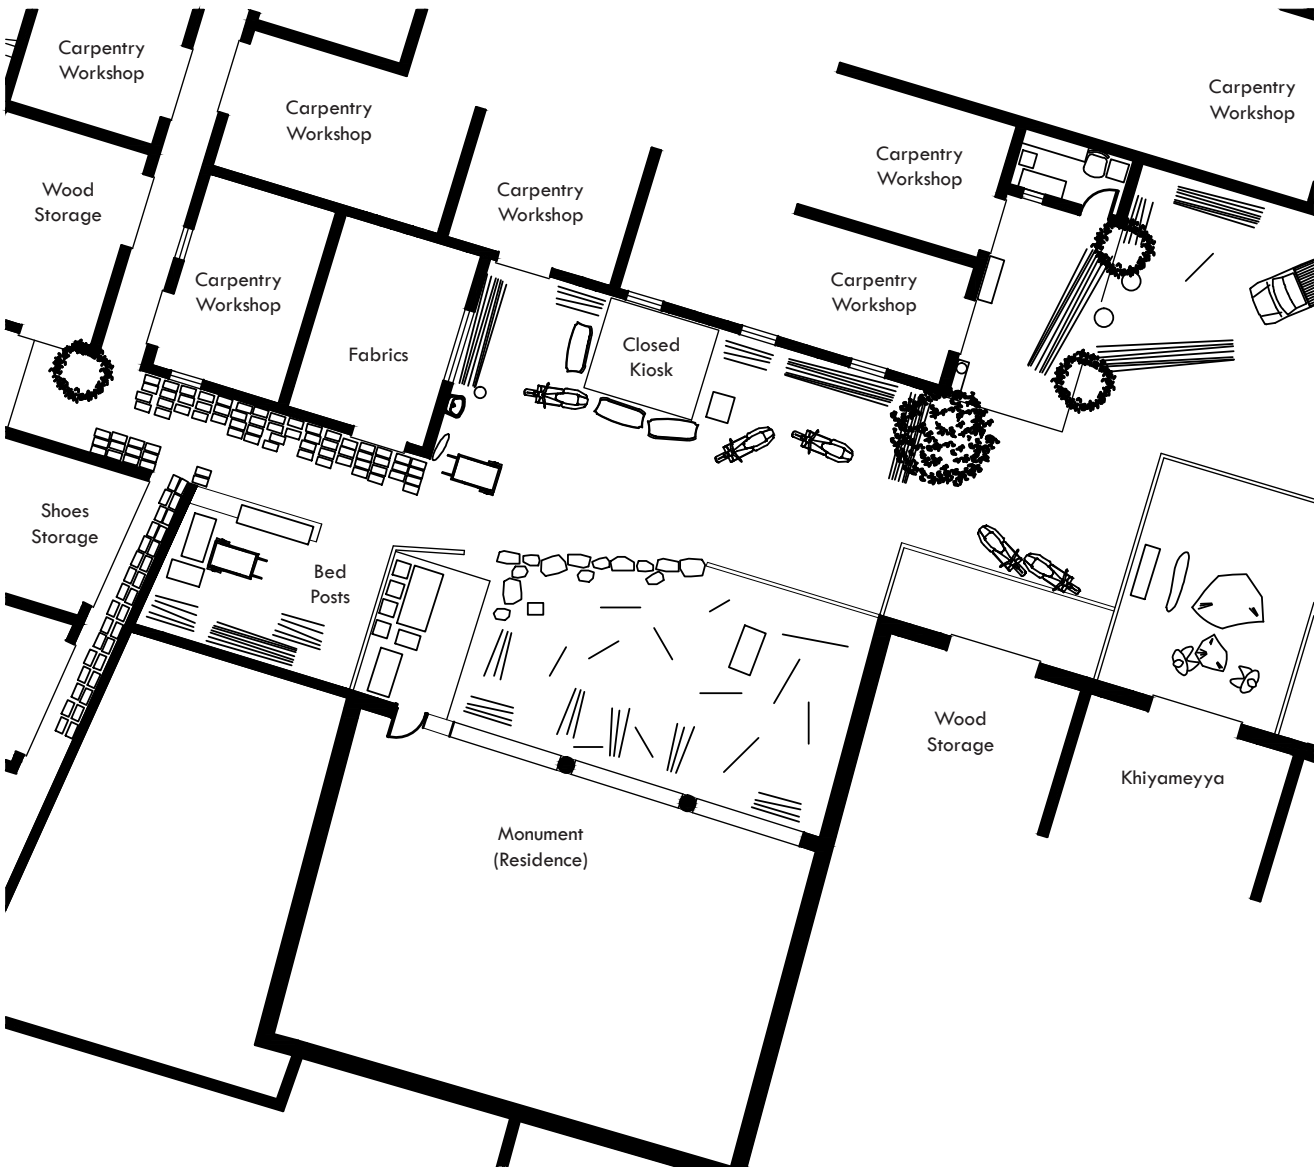 Carpentry
Workshop
Carpentry
Workshop
Carpentry
Workshop
Carpentry
Workshop
Wood
Storage
Carpentry
Workshop
Carpentry
Workshop
Carpentry
Workshop
Fabrics
Closed
Kiosk
Shoes
Storage
Bed
Posts
Wood
Storage
Khiyameyya
Monument
(Residence)